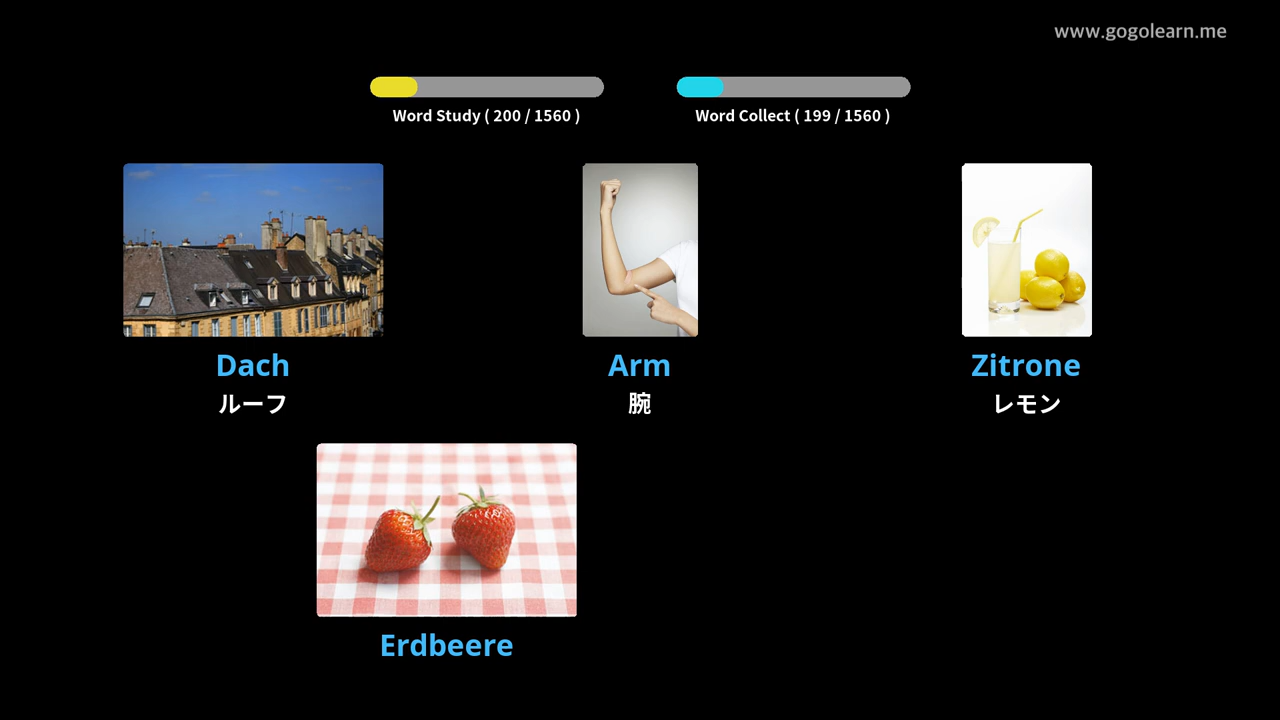 www.gogolearn.me
Word Study ( 200 / 1560 )
Word Collect ( 199 / 1560 )
Dach
ルーフ
Arm
腕
Zitrone
レモン
Erdbeere